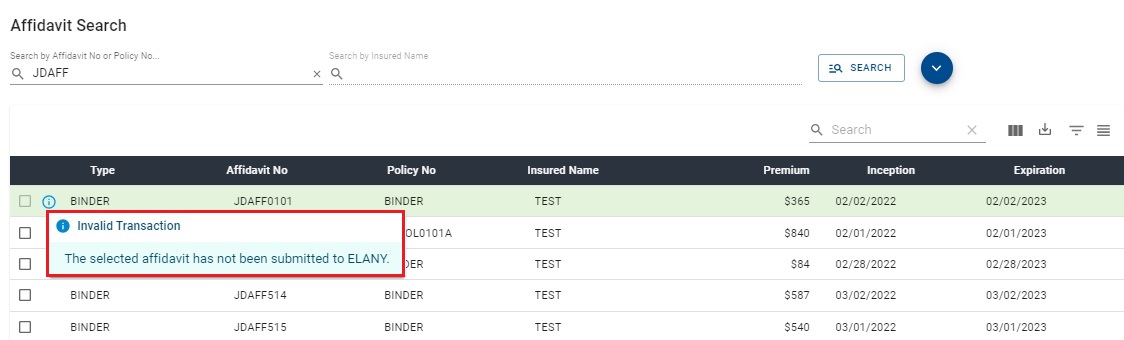 Affidavit Search
Search by Affidavit No or Policy No... Search by Insured Name
JDAFF × SEARCH
Search ×
Type Affidavit No Policy No Insured Name Premium Inception Expiration
BINDER JDAFF0101 BINDER TEST $365 02/02/2022 02/02/2023
Invalid Transaction
OL0101A TEST $840 02/01/2022 02/01/2023
The selected affidavit has not been submitted to ELANY.
DER TEST $84 02/28/2022 02/28/2023
BINDER JDAFF514 BINDER TEST $587 03/02/2022 03/02/2023
BINDER JDAFF515 BINDER TEST $540 03/01/2022 03/01/2023